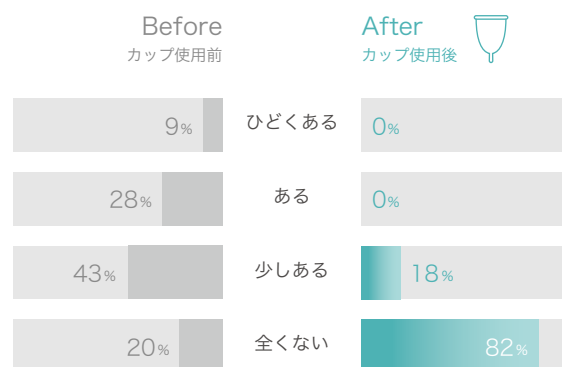 Before
カップ使用前
After
カップ使用後
9% ひどくある 0%
28% ある 0%
43% 少しある 18%
20% 全くない 82%